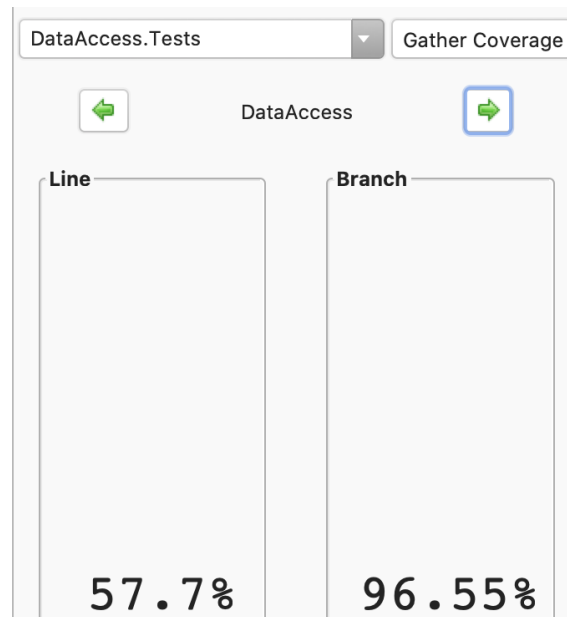 DataAccess.Tests
Gather Coverage
DataAccess
Line
Branch
57.7%
96.55%